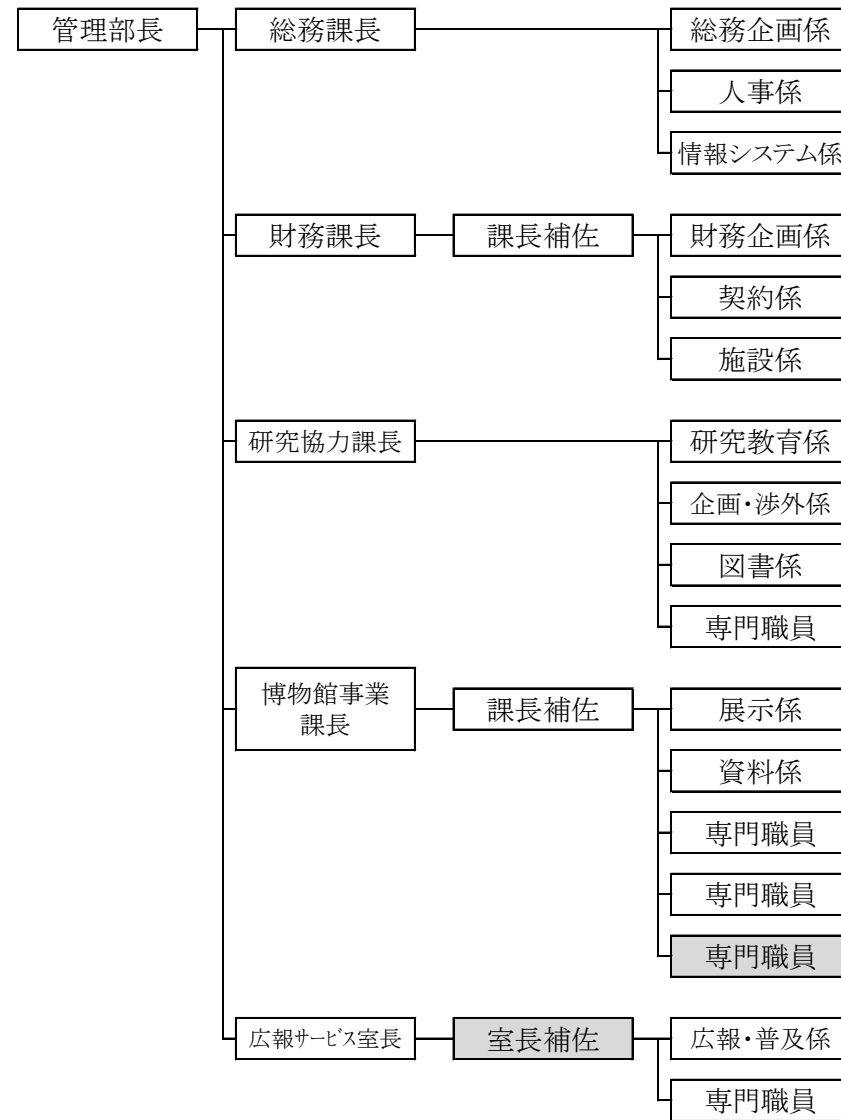 管理部長
総務課長
総務企画係
人事係
情報システム係
財務課長
課長補佐
財務企画係
契約係
施設係
研究協力課長
研究教育係
企画・渉外係
図書係
専門職員
博物館事業
課長
課長補佐
展示係
資料係
専門職員
専門職員
専門職員
広報サービス室長
室長補佐
広報・普及係
専門職員